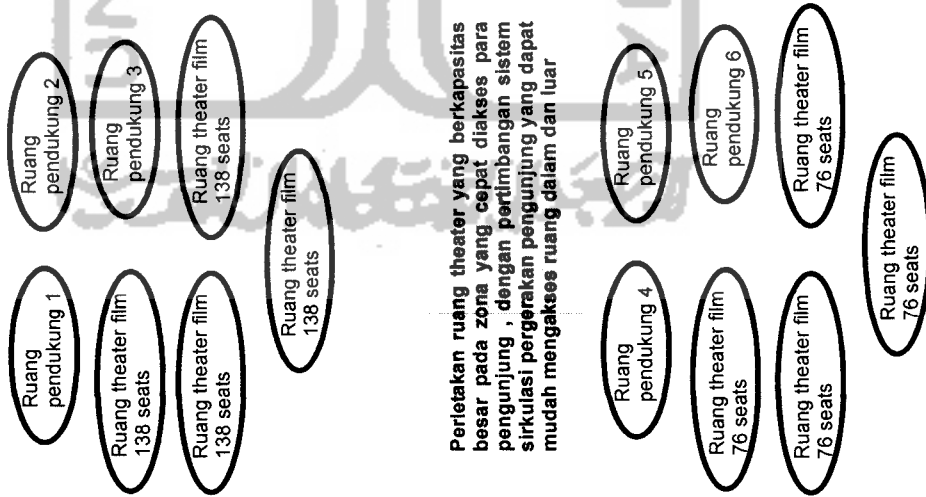 Ruang
pendukung 1
Ruang
pendukung 2
Ruang theater film
138 seats
Ruang
pendukung 3
Ruang theater film
138 seats
Ruang theater film
138 seats
Ruang theater film
138 seats
Perletakan ruang theater yang berkapasitas
besar pada zona yang cepat diakses para
pengunjung , dengan pertimbangan sistem
sirkulasi pergerakan pengunjung yang dapat
mudah mengakses ruang dalam dan luar
Ruang
pendukung 4
Ruang
pendukung 5
Ruang theater film
76 seats
Ruang
pendukung 6
Ruang theater film
76 seats
Ruang theater film
76 seats
Ruang theater film
76 seats